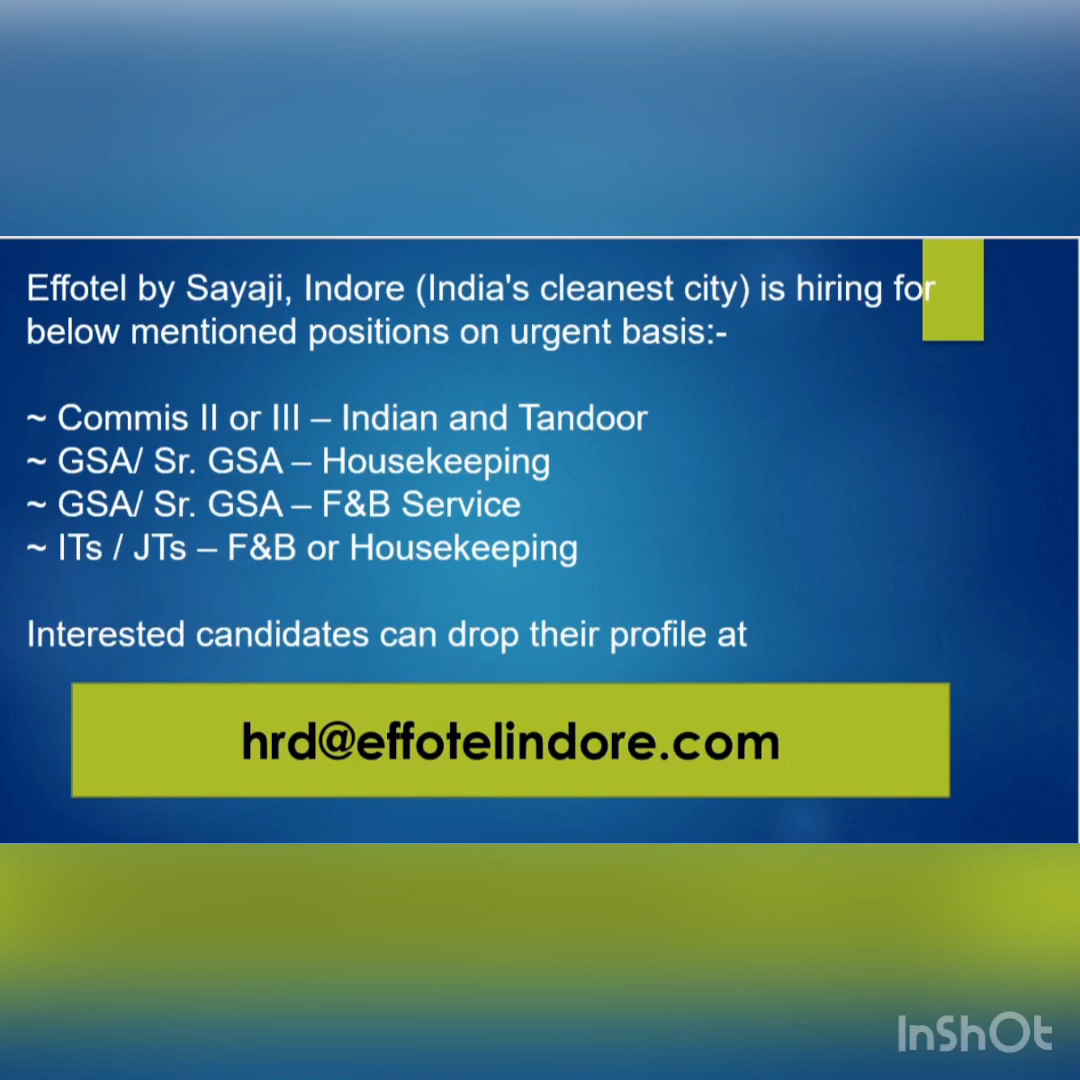 Effotel by Sayaji, Indore (India's cleanest city) is hiring for
below mentioned positions on urgent basis:-
~ Commis II or III – Indian and Tandoor
~ GSA/ Sr. GSA – Housekeeping
~ GSA/ Sr. GSA – F&B Service
~ ITs / JTs – F&B or Housekeeping
Interested candidates can drop their profile at
hrd@effotelindore.com
InShOt